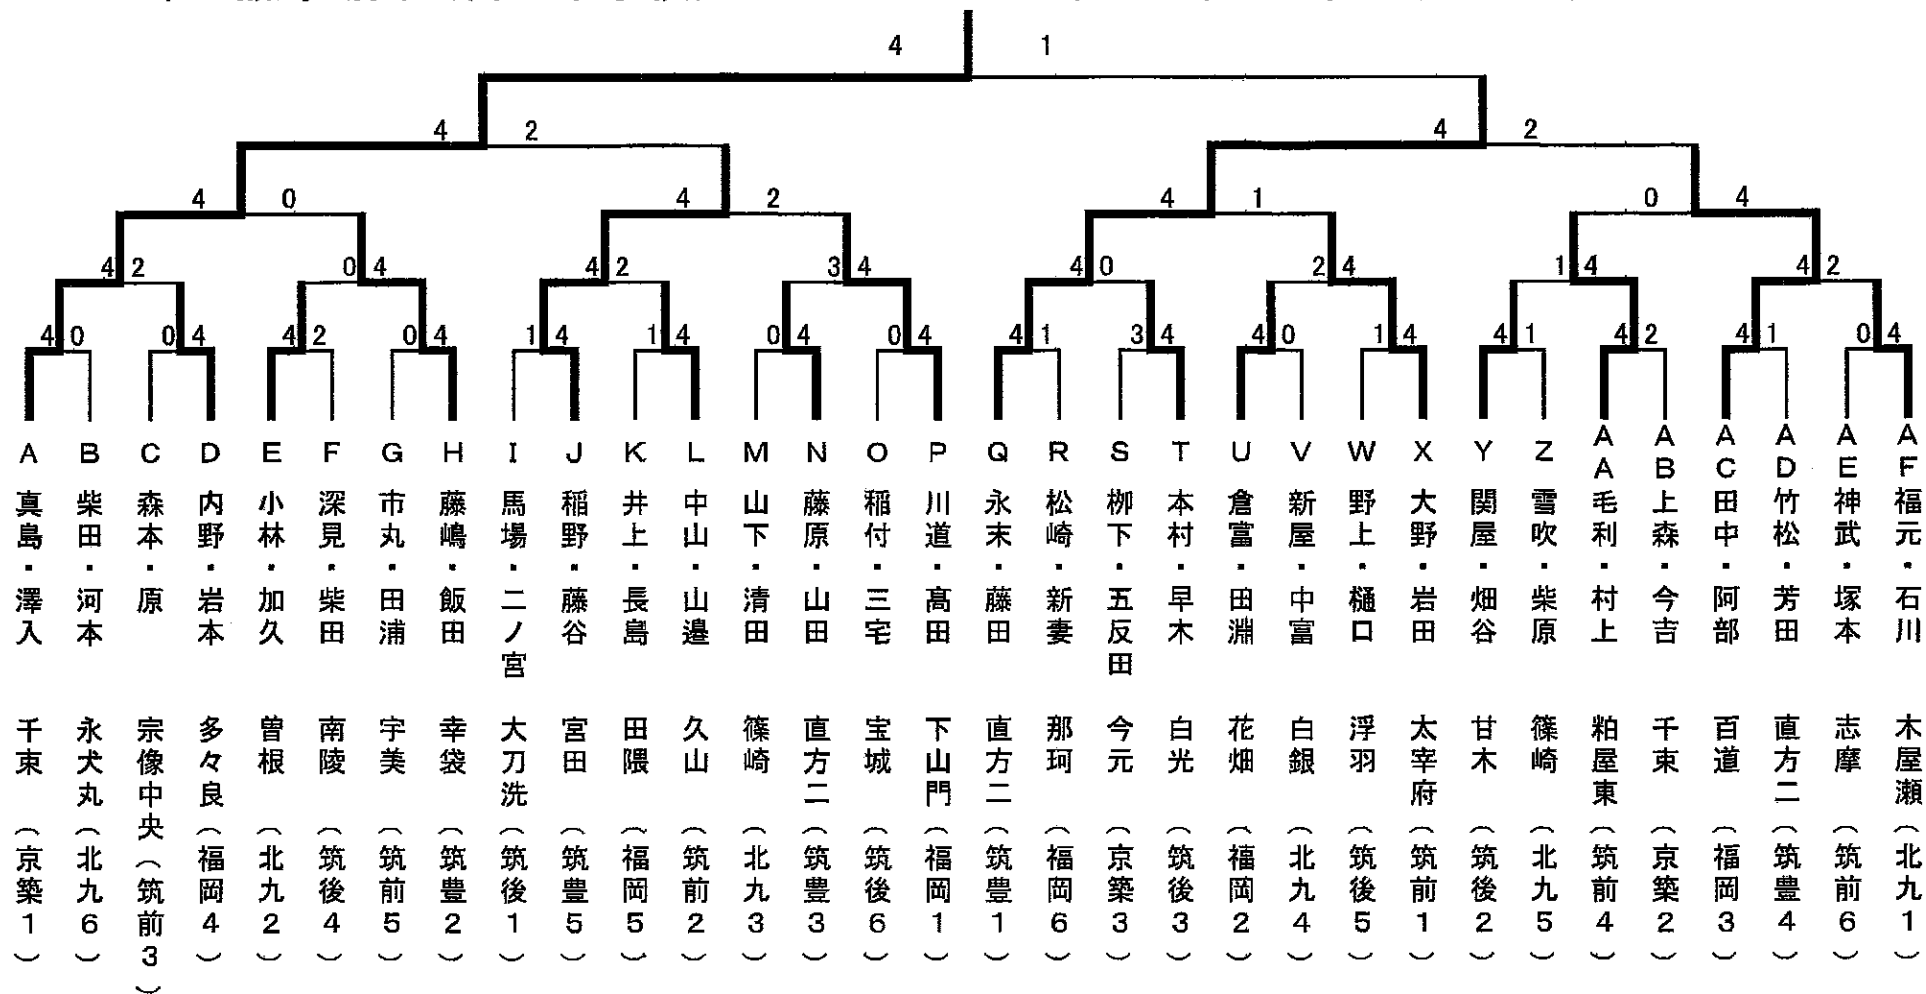 4 1
4 2 4 2
4 0 4 2 4 1 0 4
4 2 0 4 4 2 3 4 4 0 2 4 1 4 4 2
4 0 0 4 4 2 0 4 1 4 1 4 0 4 0 4 4 1 3 4 4 0 1 4 4 1 4 2 4 1 0 4
A 真島・澤入 千束 (京築1)
B 柴田・河本 永犬丸 (北九6)
C 森本・原 宗像中央 (筑前3)
D 内野・岩本 多々良 (福岡4)
E 小林・加久 曽根 (北九2)
F 深見・柴田 南陵 (筑後4)
G 市丸・田浦 宇美 (筑前5)
H 藤嶋・飯田 幸袋 (筑豊2)
I 馬場・二ノ宮 大刀洗 (筑後1)
J 稲野・藤谷 宮田 (筑豊5)
K 井上・長島 田隈 (福岡5)
L 中山・山邉 久山 (筑前2)
M 山下・清田 篠崎 (北九3)
N 藤原・山田 直方二 (筑豊3)
O 稲付・三宅 宝城 (筑後6)
P 川道・髙田 下山門 (福岡1)
Q 永末・藤田 直方二 (筑豊1)
R 松崎・新妻 那珂 (福岡6)
S 栁下・五反田 今元 (京築3)
T 本村・早木 白光 (筑後3)
U 倉富・田淵 花畑 (福岡2)
V 新屋・中富 白銀 (北九4)
W 野上・樋口 浮羽 (筑後5)
X 大野・岩田 太宰府 (筑前1)
Y 関屋・畑谷 甘木 (筑後2)
Z 雪吹・柴原 篠崎 (北九5)
AA 毛利・村上 粕屋東 (筑前4)
AB 上森・今吉 千束 (京築2)
AC 田中・阿部 百道 (福岡3)
AD 竹松・芳田 直方二 (筑豊4)
AE 神武・塚本 志摩 (筑前6)
AF 福元・石川 木屋瀬 (北九1)